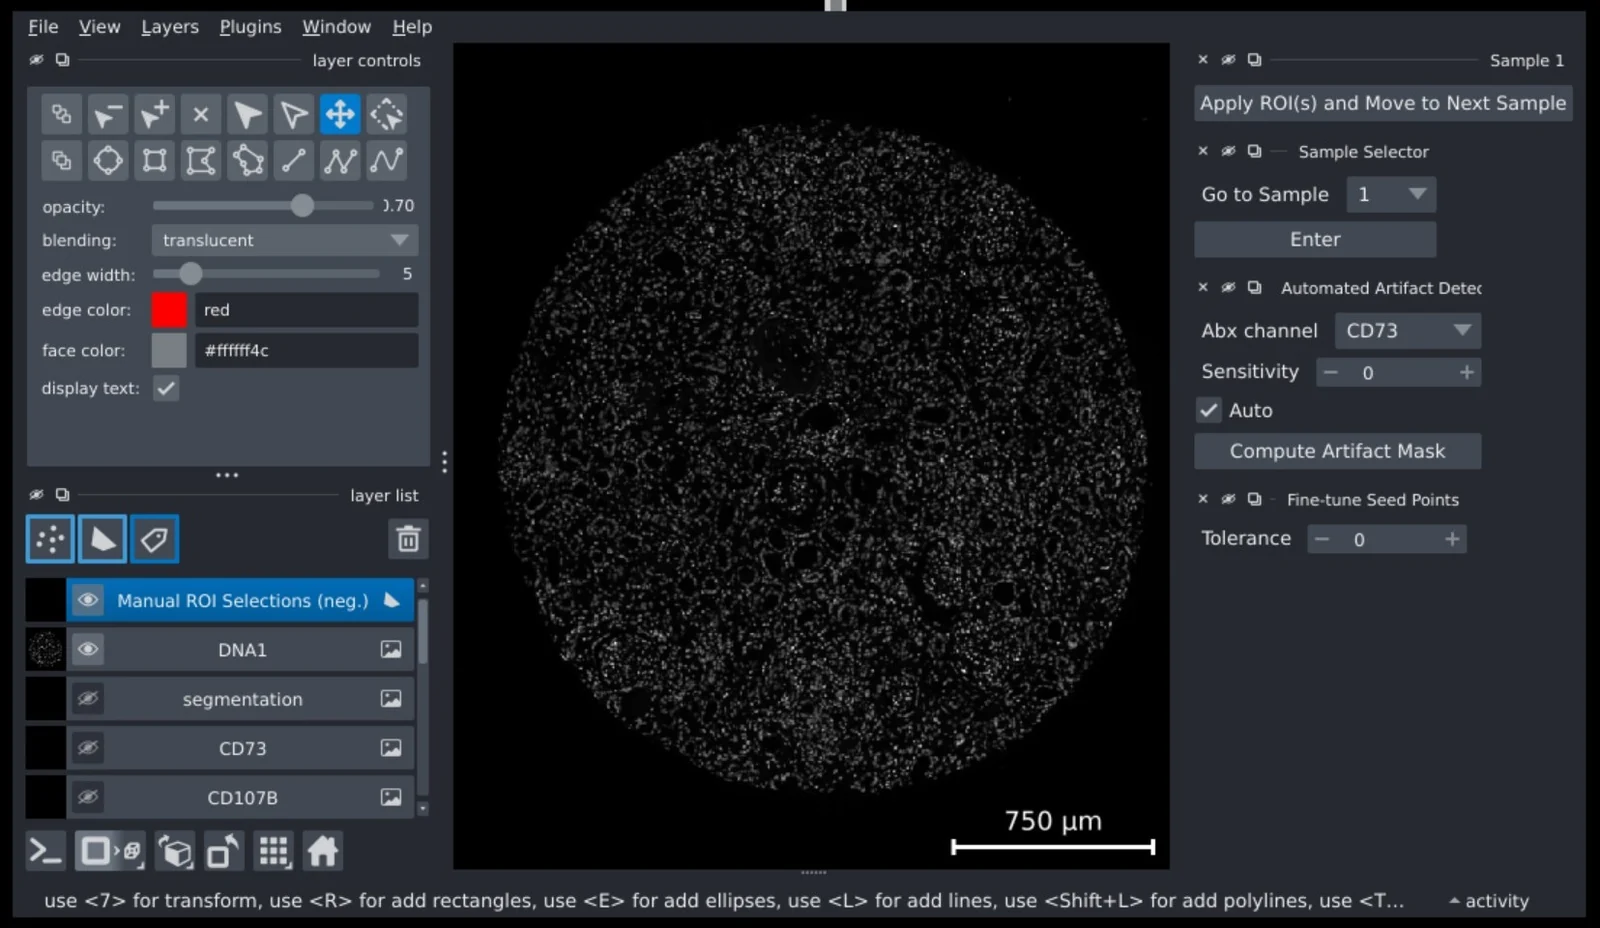 File View Layers Plugins Window Help
layer controls
opacity: 0.70
blending: translucent
edge width: 5
edge color: red
face color: #ffffff4c
display text:
layer list
Manual ROI Selections (neg.)
DNA1
segmentation
CD73
CD107B
750 µm
Sample 1
Apply ROI(s) and Move to Next Sample
Sample Selector
Go to Sample 1
Enter
Automated Artifact Detec
Abx channel CD73
Sensitivity − 0 +
Auto
Compute Artifact Mask
Fine-tune Seed Points
Tolerance − 0 +
use <7> for transform, use <R> for add rectangles, use <E> for add ellipses, use <L> for add lines, use <Shift+L> for add polylines, use <T...
activity